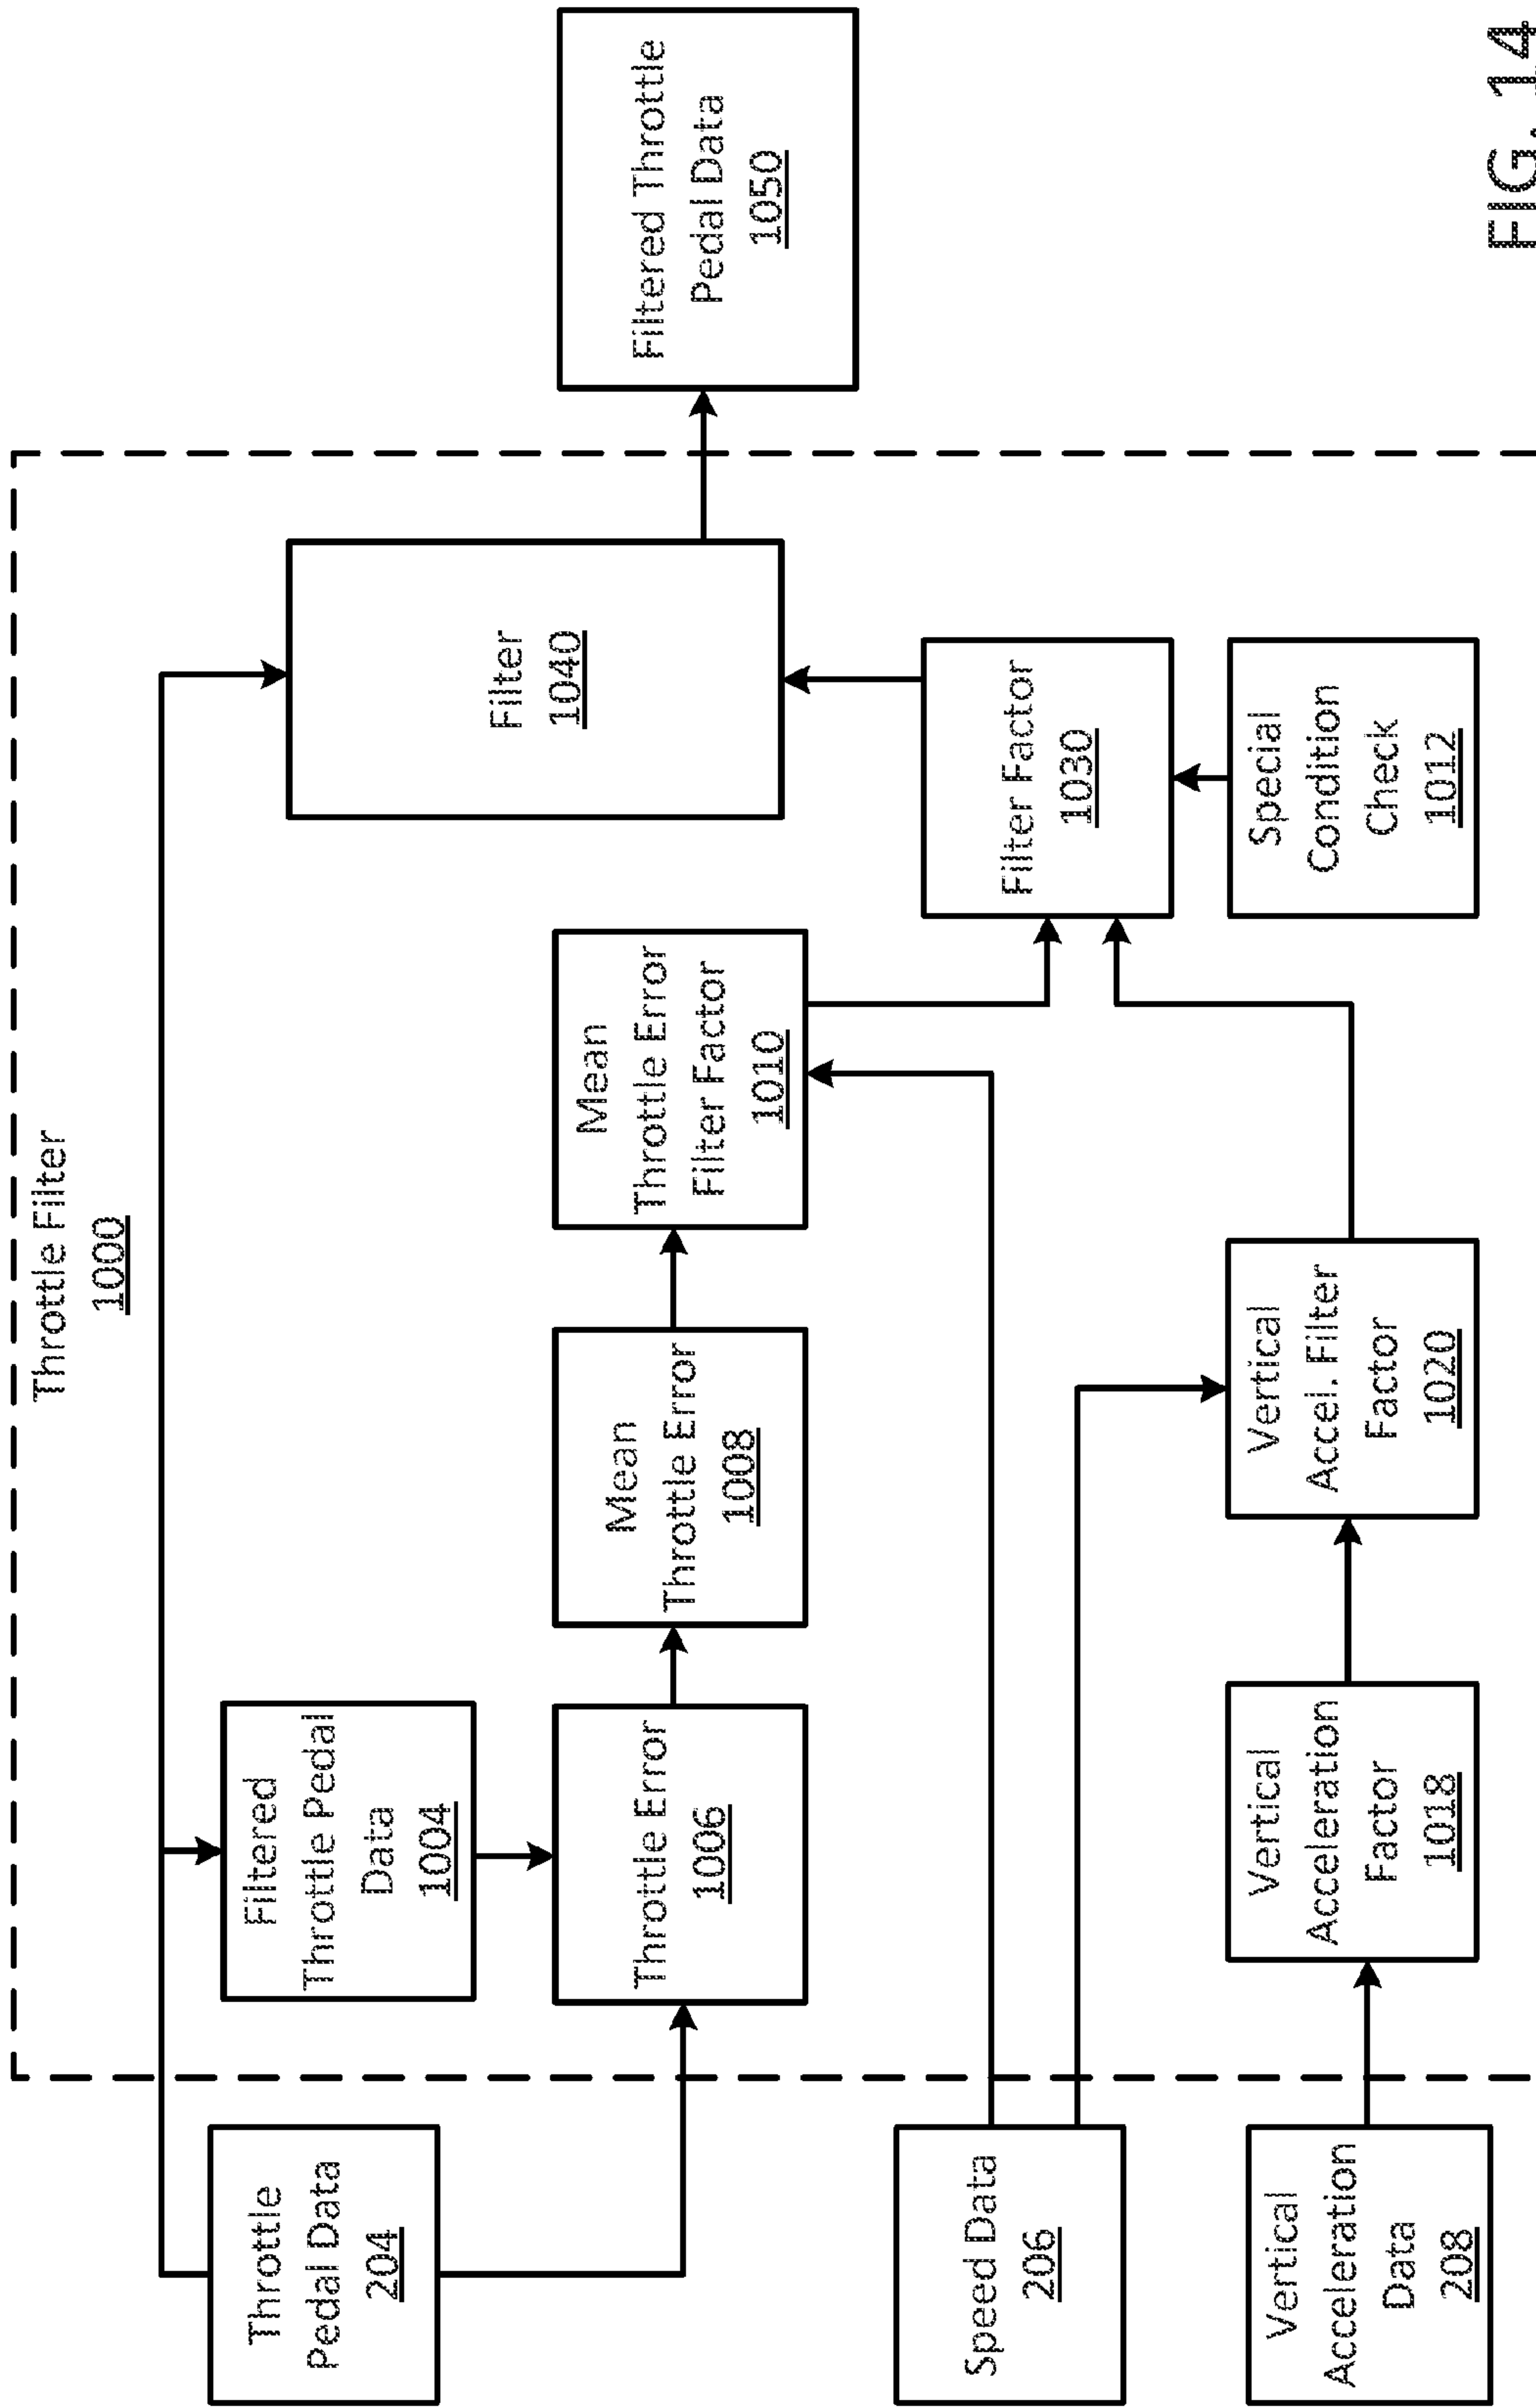 Throttle Filter
1000
Throttle
Pedal Data
204
Filtered
Throttle Pedal
Data
1004
Throttle Error
1006
Mean
Throttle Error
1008
Mean
Throttle Error
Filter Factor
1010
Filter
1040
Filtered Throttle
Pedal Data
1050
Speed Data
206
Filter Factor
1030
Vertical
Acceleration
Data
208
Vertical
Acceleration
Factor
1018
Vertical
Accel. Filter
Factor
1020
Special
Condition
Check
1012
FIG. 14